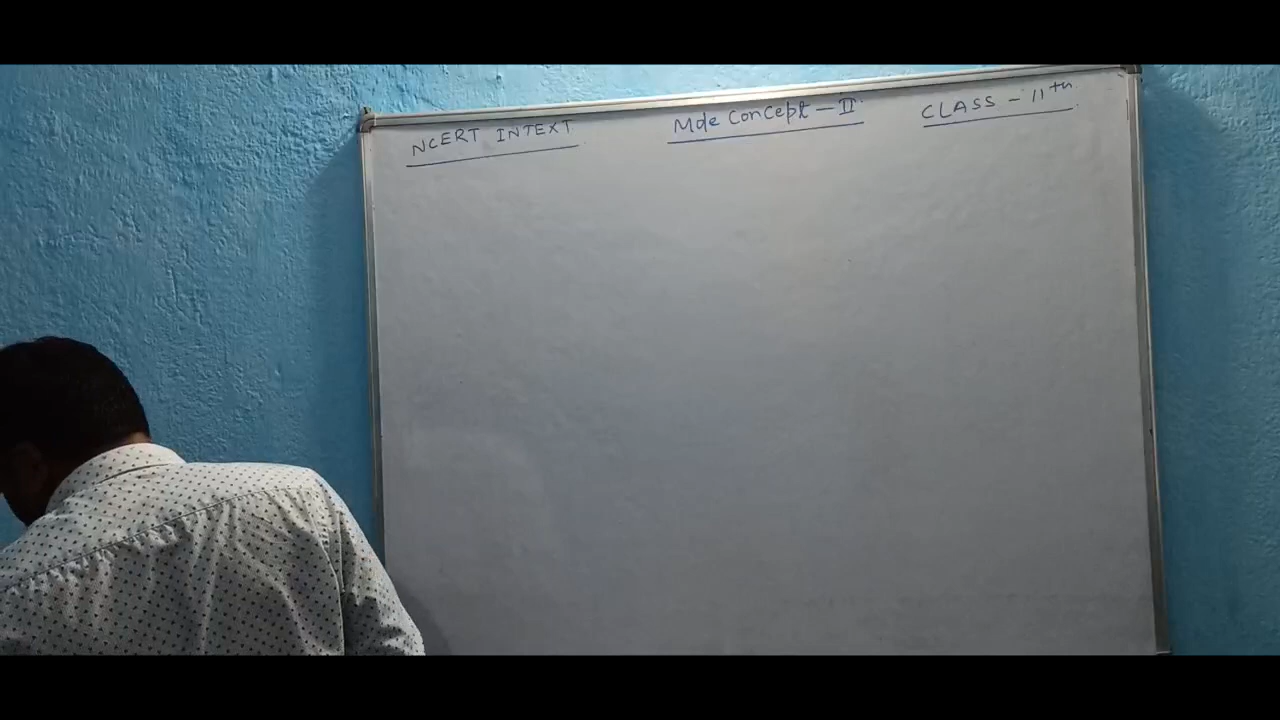 NCERT INTEXT
Mole Concept - II
CLASS - 11th